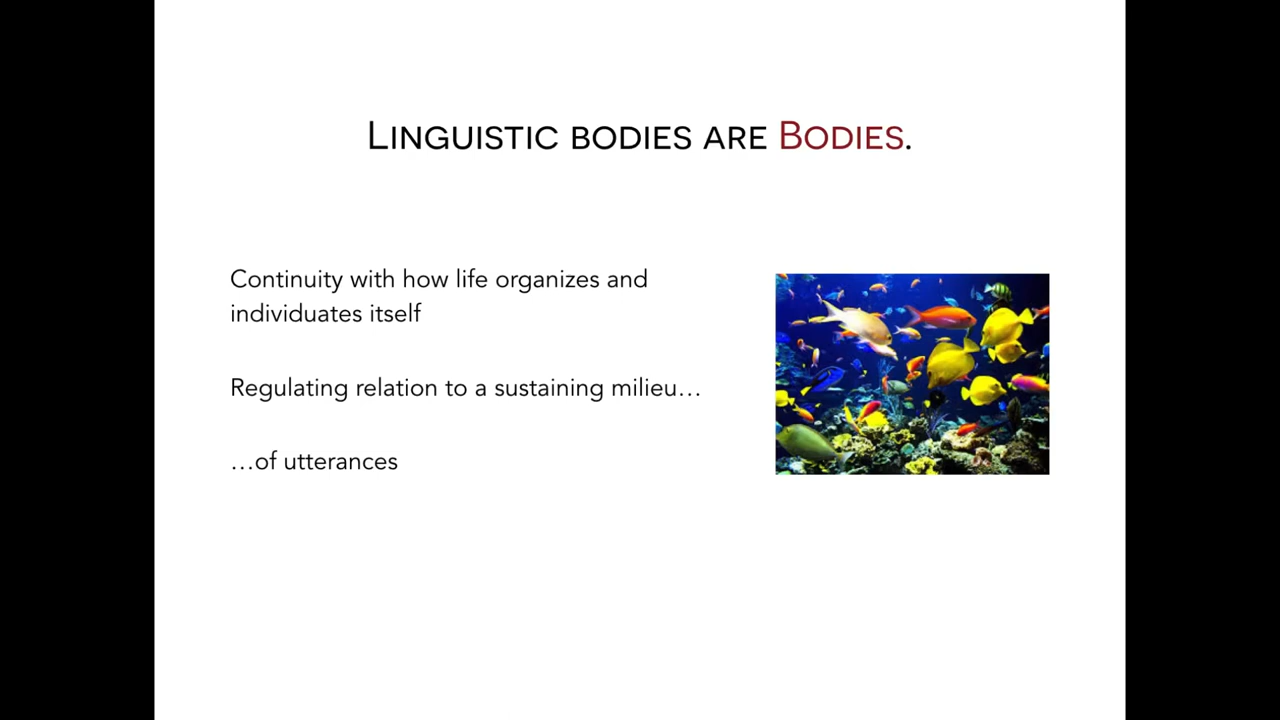 Linguistic bodies are Bodies.
Continuity with how life organizes and
individuates itself
Regulating relation to a sustaining milieu…
…of utterances